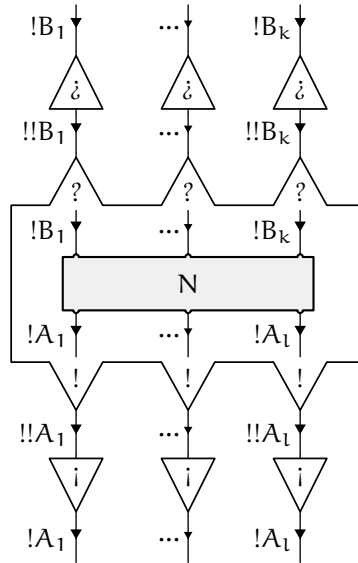 !B₁ ... !Bₖ
¿ ¿ ¿
!!B₁ ... !!Bₖ
? ? ?
!B₁ ... !Bₖ
N
!A₁ ... !Aₗ
! ! !
!!A₁ ... !!Aₗ
¡ ¡ ¡
!A₁ ... !Aₗ